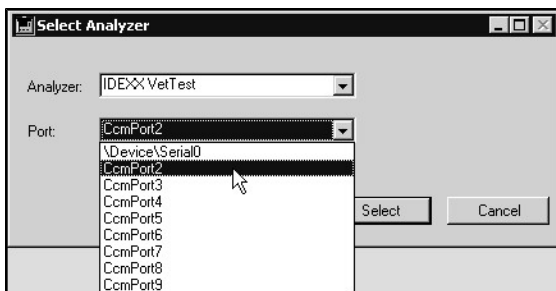 Select Analyzer
Analyzer: IDEXX VetTest
Port: CcmPort2
\Device\Serial0
CcmPort2
CcmPort3
CcmPort4
CcmPort5
Select Cancel
CcmPort6
CcmPort7
CcmPort8
CcmPort9